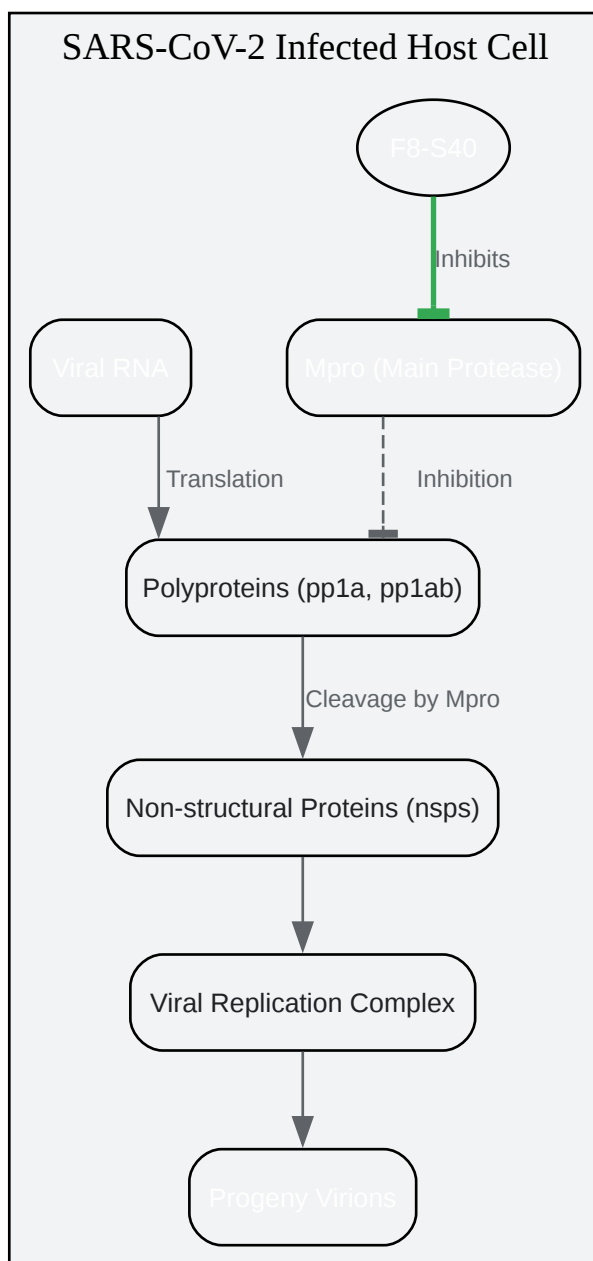 SARS-CoV-2 Infected Host Cell
F8-S40
Inhibits
Viral RNA
Mpro (Main Protease)
Translation
Inhibition
Polyproteins (pp1a, pp1ab)
Cleavage by Mpro
Non-structural Proteins (nsps)
Viral Replication Complex
Progeny Virions